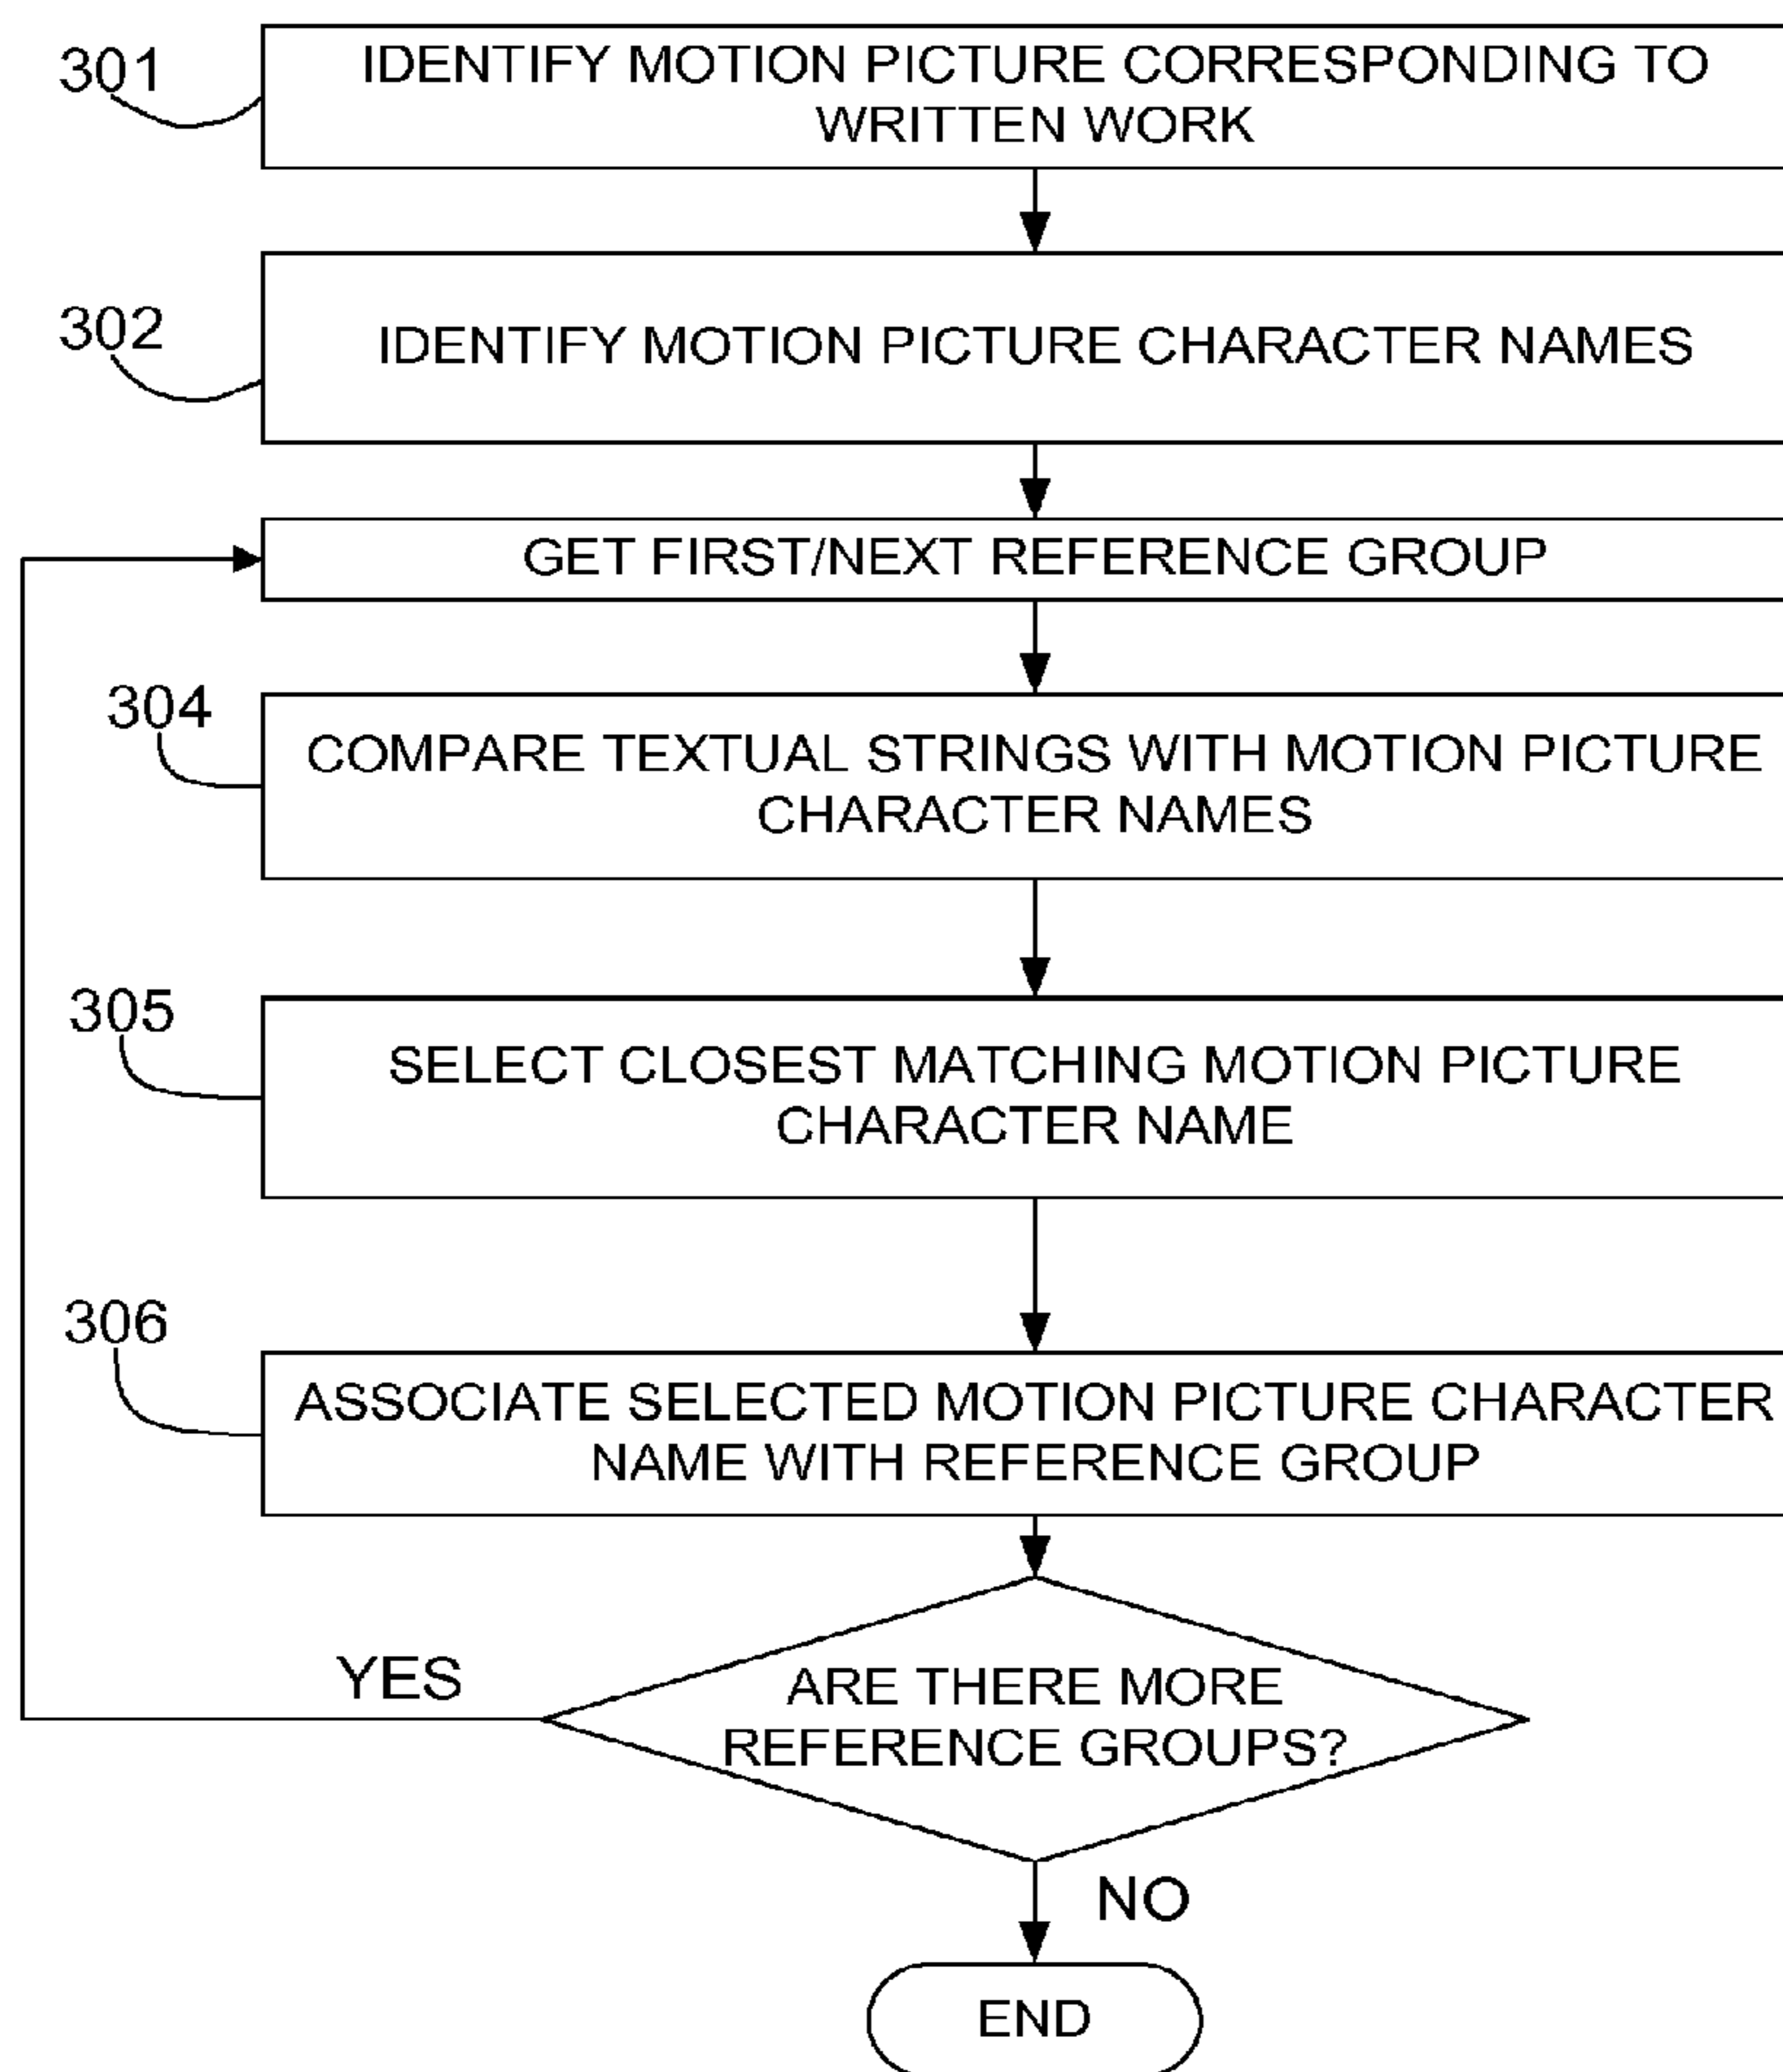 301
IDENTIFY MOTION PICTURE CORRESPONDING TO
WRITTEN WORK
302
IDENTIFY MOTION PICTURE CHARACTER NAMES
GET FIRST/NEXT REFERENCE GROUP
304
COMPARE TEXTUAL STRINGS WITH MOTION PICTURE
CHARACTER NAMES
305
SELECT CLOSEST MATCHING MOTION PICTURE
CHARACTER NAME
306
ASSOCIATE SELECTED MOTION PICTURE CHARACTER
NAME WITH REFERENCE GROUP
YES
ARE THERE MORE
REFERENCE GROUPS?
NO
END